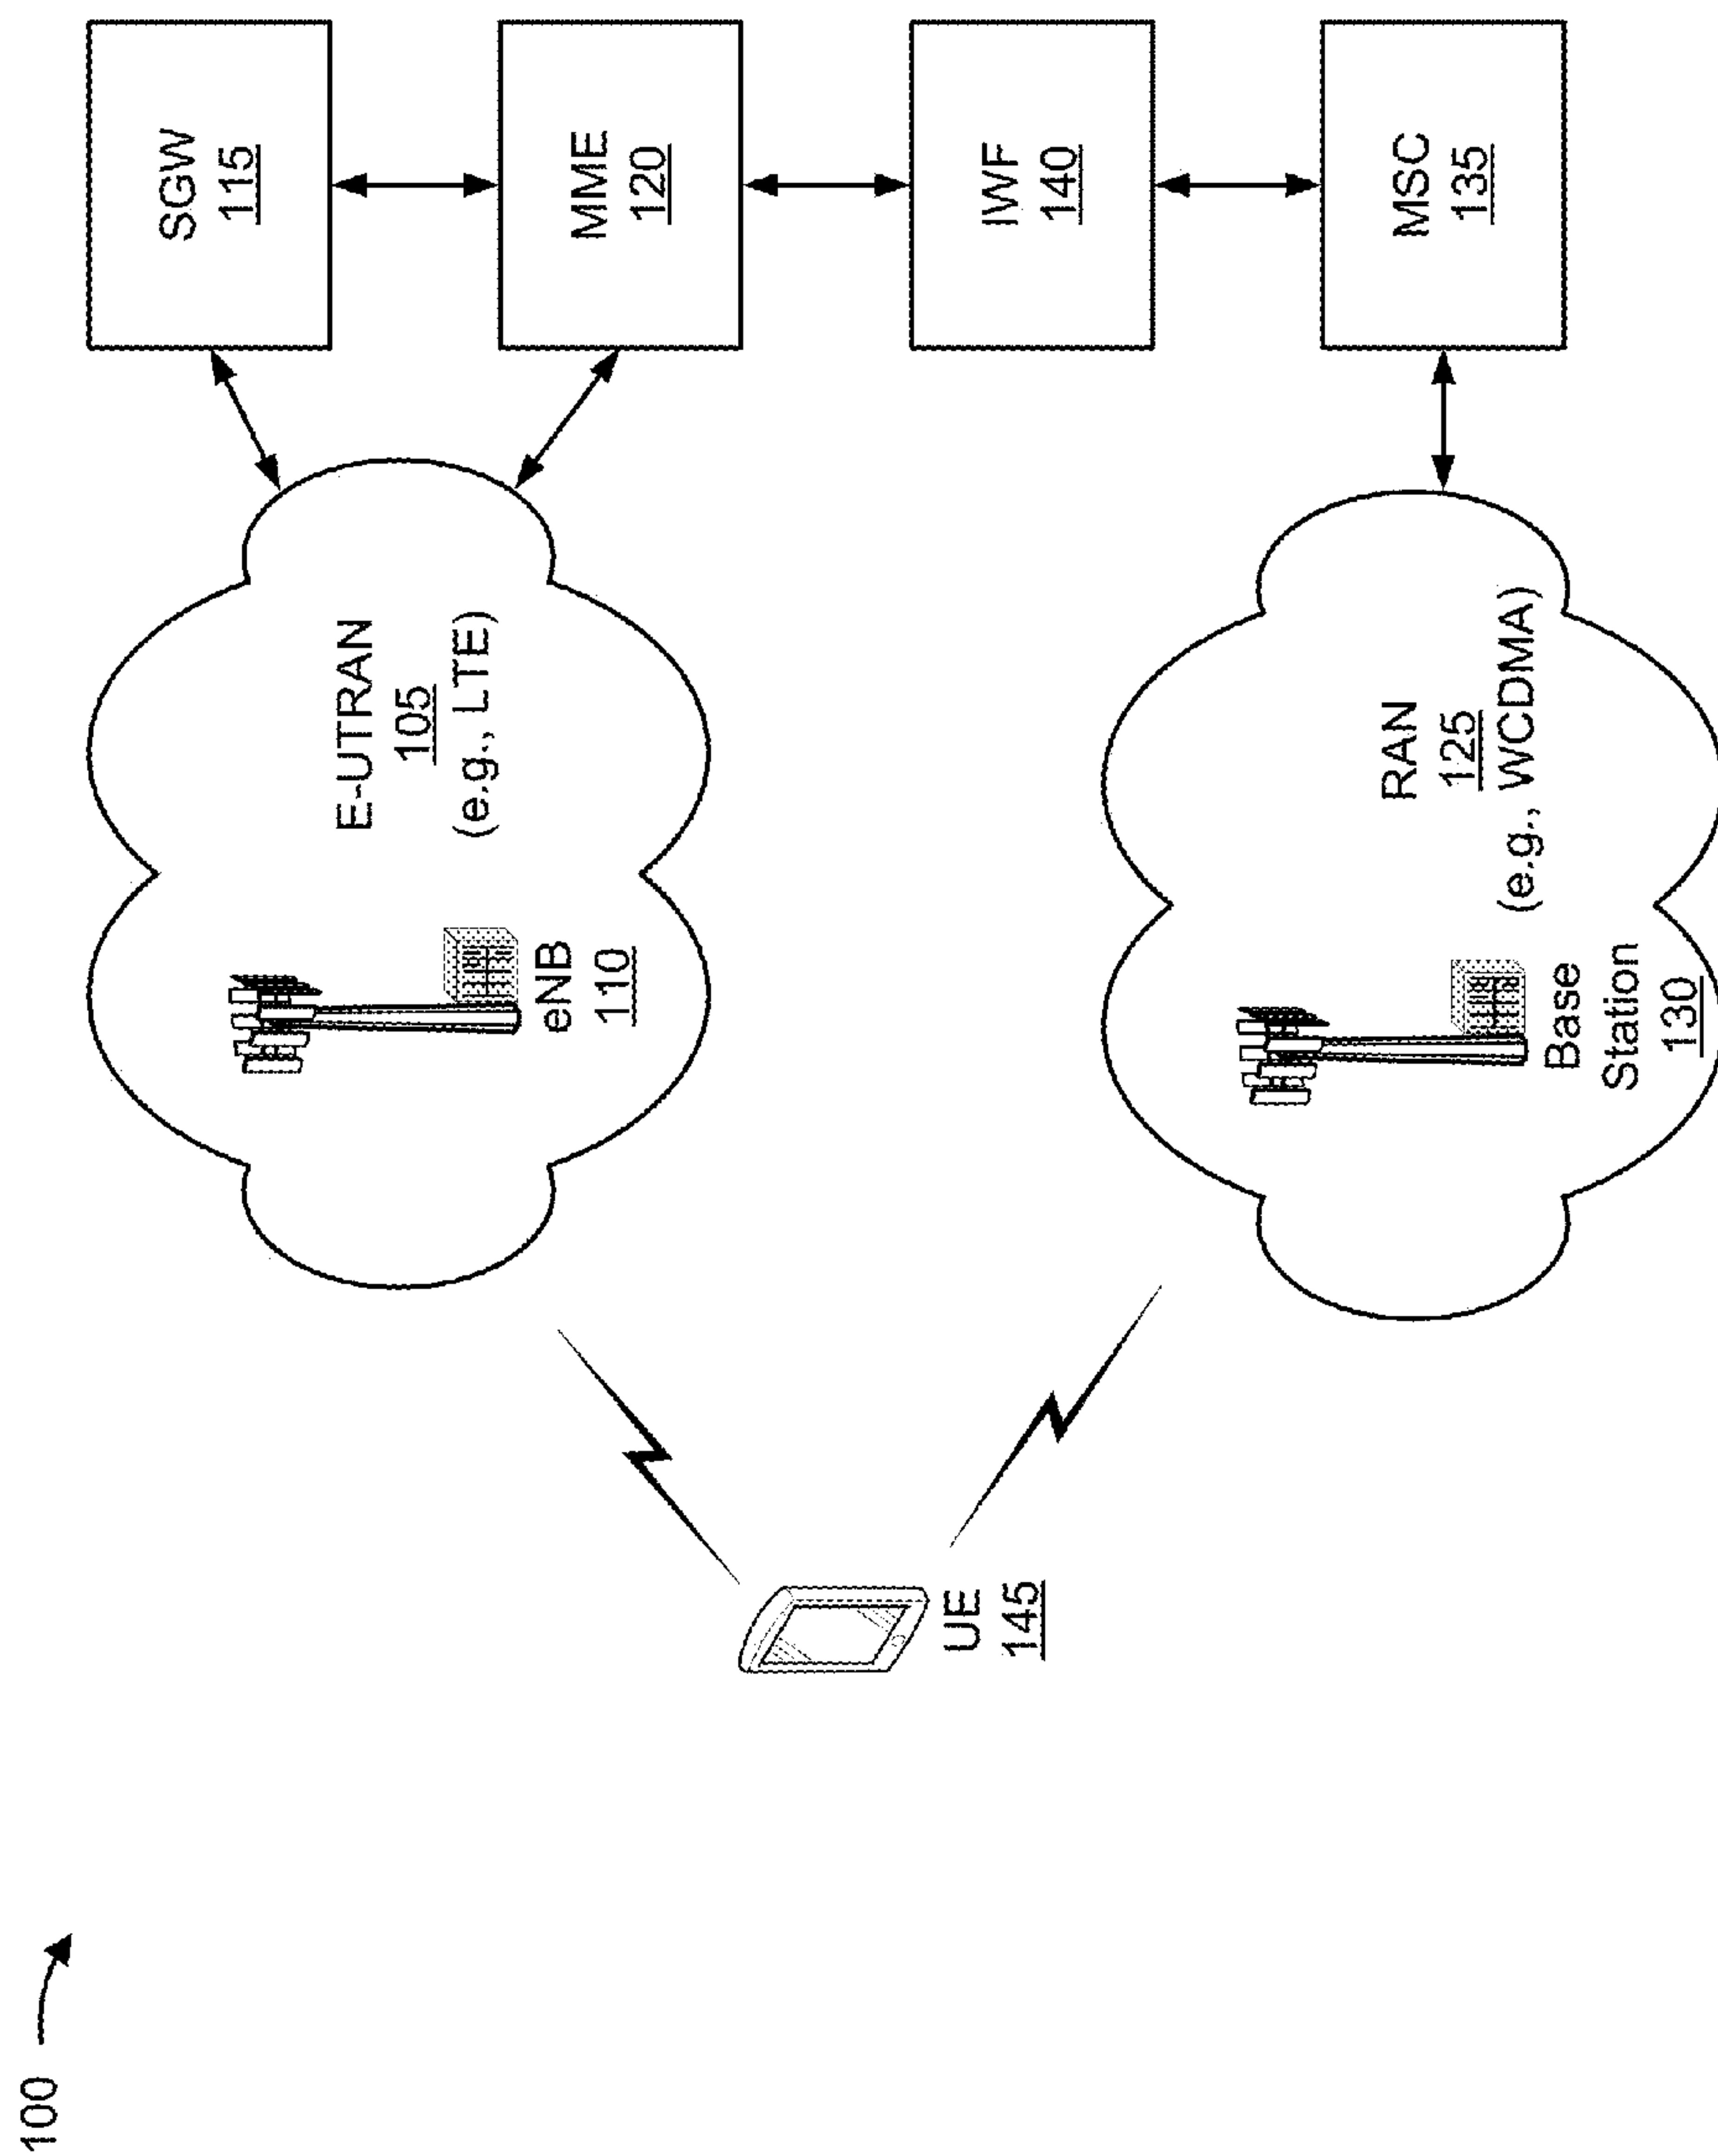 100
E-UTRAN
105
(e.g., LTE)
eNB
110
SGW
115
MME
120
IWF
140
MSC
135
UE
145
RAN
125
(e.g., WCDMA)
Base
Station
130